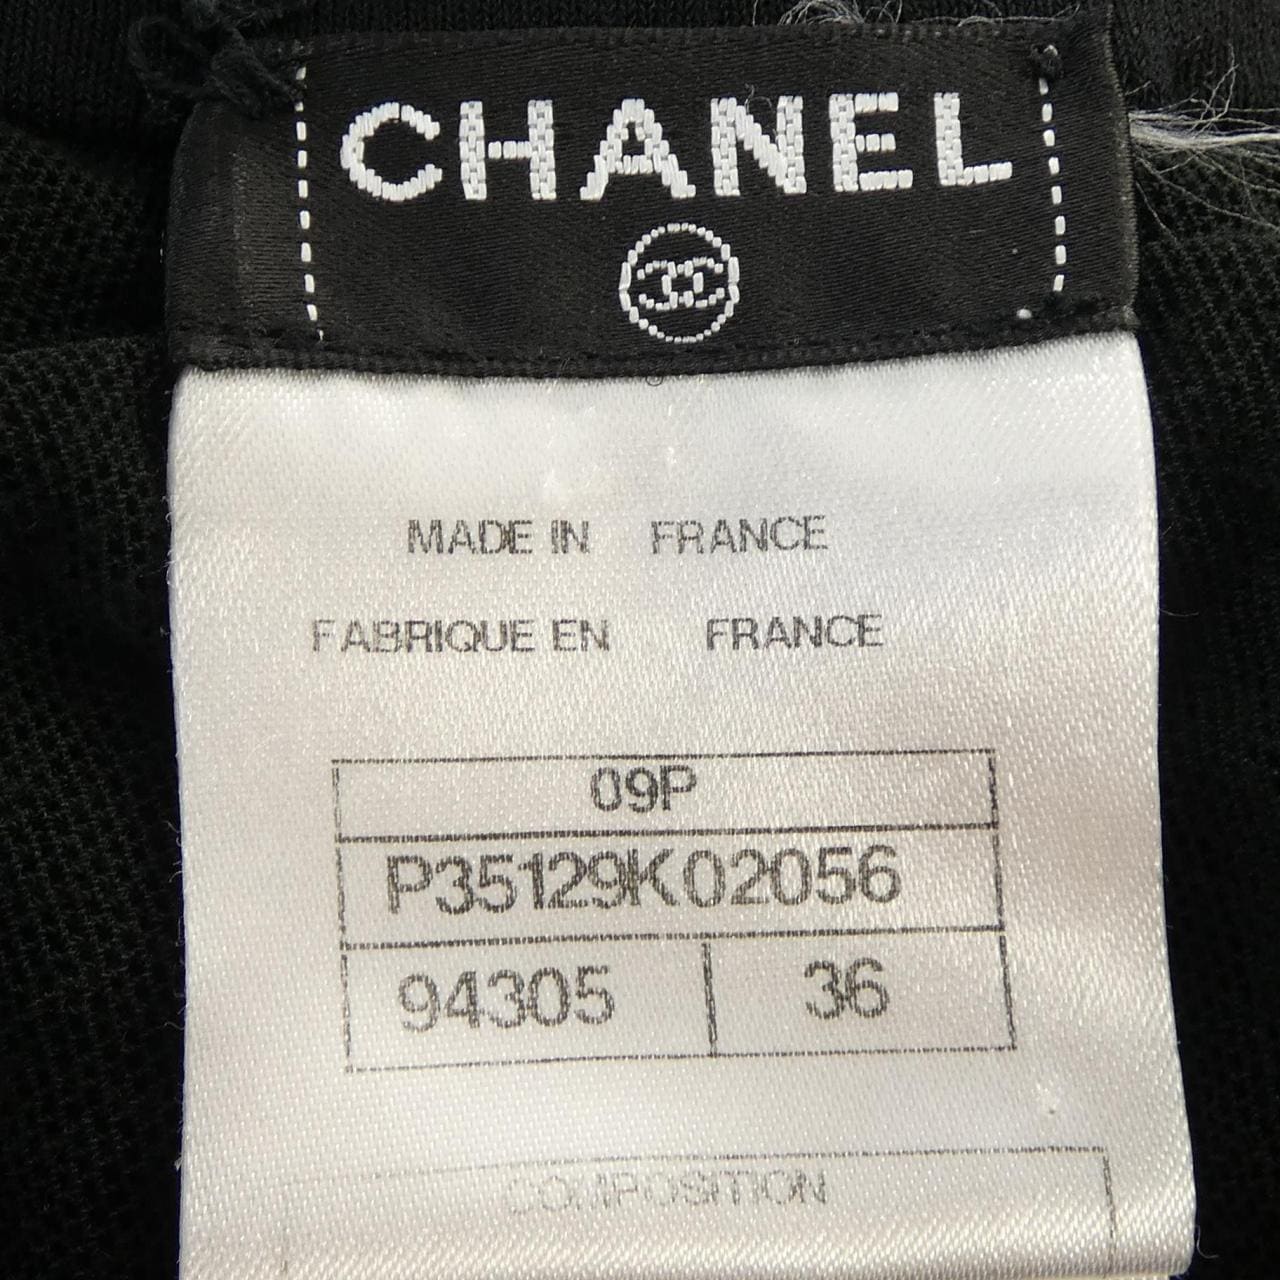 CHANEL
MADE IN FRANCE
FABRIQUE EN FRANCE
09P
P35129K02056
94305 36
COMPOSITION